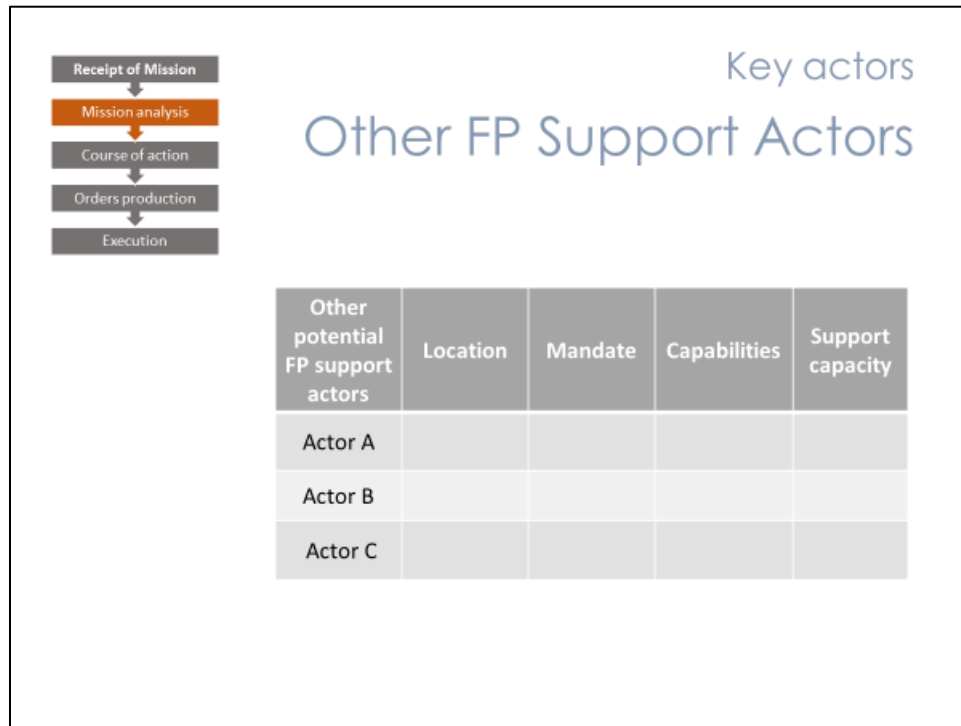 Receipt of Mission
Mission analysis
Course of action
Orders production
Execution
Key actors
Other FP Support Actors
Other
potential
FP support
actors
Location
Mandate
Capabilities
Support
capacity
Actor A
Actor B
Actor C